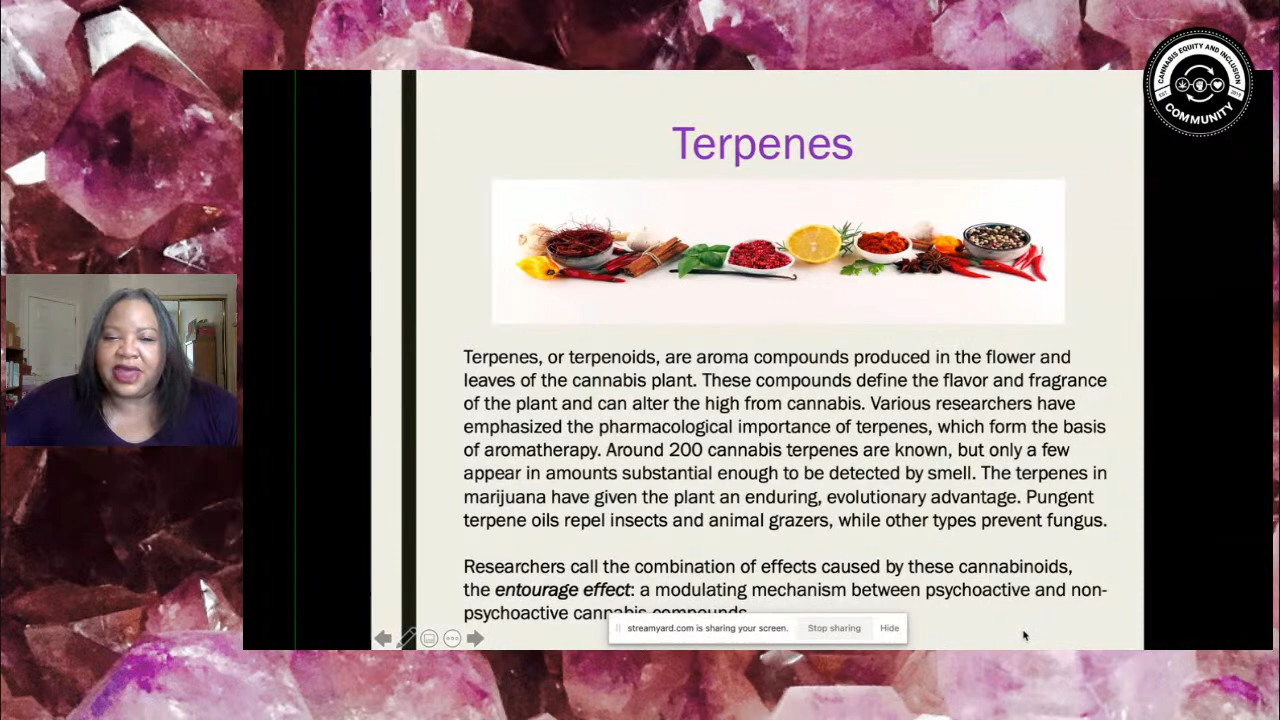 CANNABIS EQUITY AND INCLUSION
EST.
2018
COMMUNITY
Terpenes
Terpenes, or terpenoids, are aroma compounds produced in the flower and
leaves of the cannabis plant. These compounds define the flavor and fragrance
of the plant and can alter the high from cannabis. Various researchers have
emphasized the pharmacological importance of terpenes, which form the basis
of aromatherapy. Around 200 cannabis terpenes are known, but only a few
appear in amounts substantial enough to be detected by smell. The terpenes in
marijuana have given the plant an enduring, evolutionary advantage. Pungent
terpene oils repel insects and animal grazers, while other types prevent fungus.
Researchers call the combination of effects caused by these cannabinoids,
the entourage effect: a modulating mechanism between psychoactive and non-
psychoactive cannabis compounds.
streamyard.com is sharing your screen.
Stop sharing
Hide